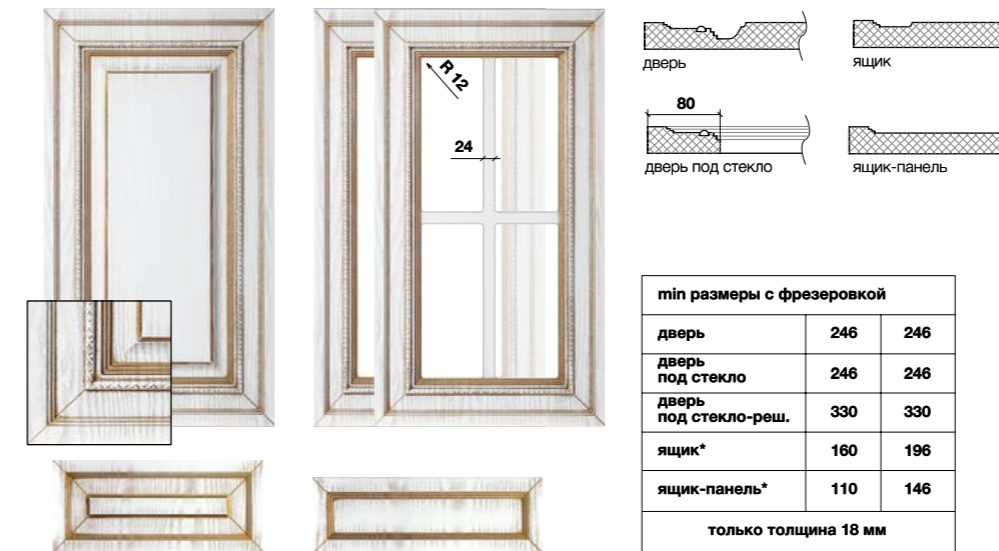 R 12
24
дверь
ящик
80
дверь под стекло
ящик-панель
min размеры с фрезеровкой
дверь 246 246
дверь
под стекло 246 246
дверь
под стекло-реш. 330 330
ящик* 160 196
ящик-панель* 110 146
только толщина 18 мм